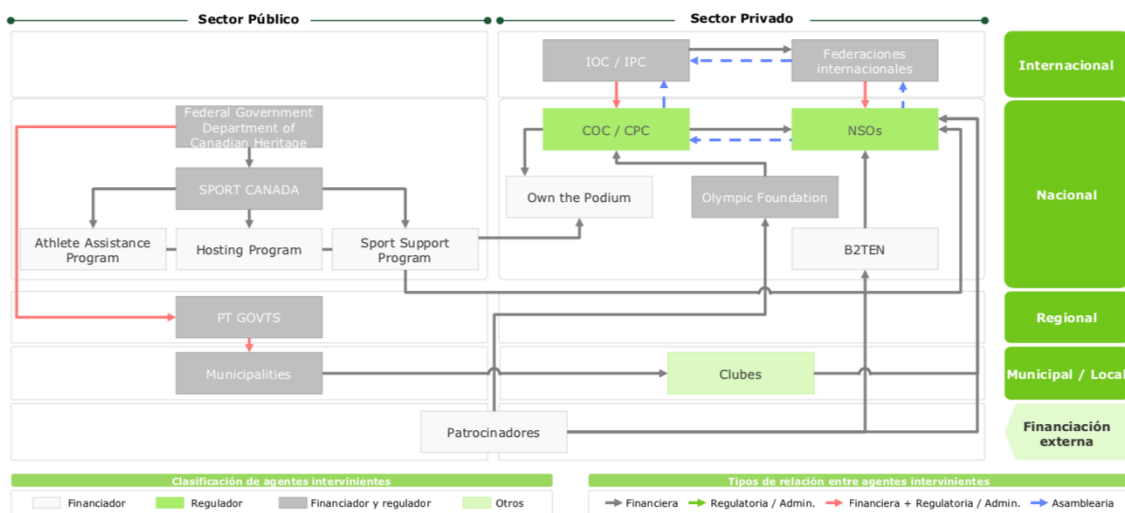 Sector Público
Sector Privado
IOC / IPC
Federaciones
internacionales
Internacional
Federal Government
Department of
Canadian Heritage
COC / CPC
NSOs
SPORT CANADA
Own the Podium
Olympic Foundation
Nacional
Athlete Assistance
Program
Hosting Program
Sport Support
Program
B2TEN
PT GOVTS
Regional
Municipalities
Clubes
Municipal / Local
Patrocinadores
Financiación
externa
Clasificación de agentes intervinientes
Financiador
Regulador
Financiador y regulador
Otros
Tipos de relación entre agentes intervinientes
Financiera
Regulatoria / Admin.
Financiera + Regulatoria / Admin.
Asamblearia